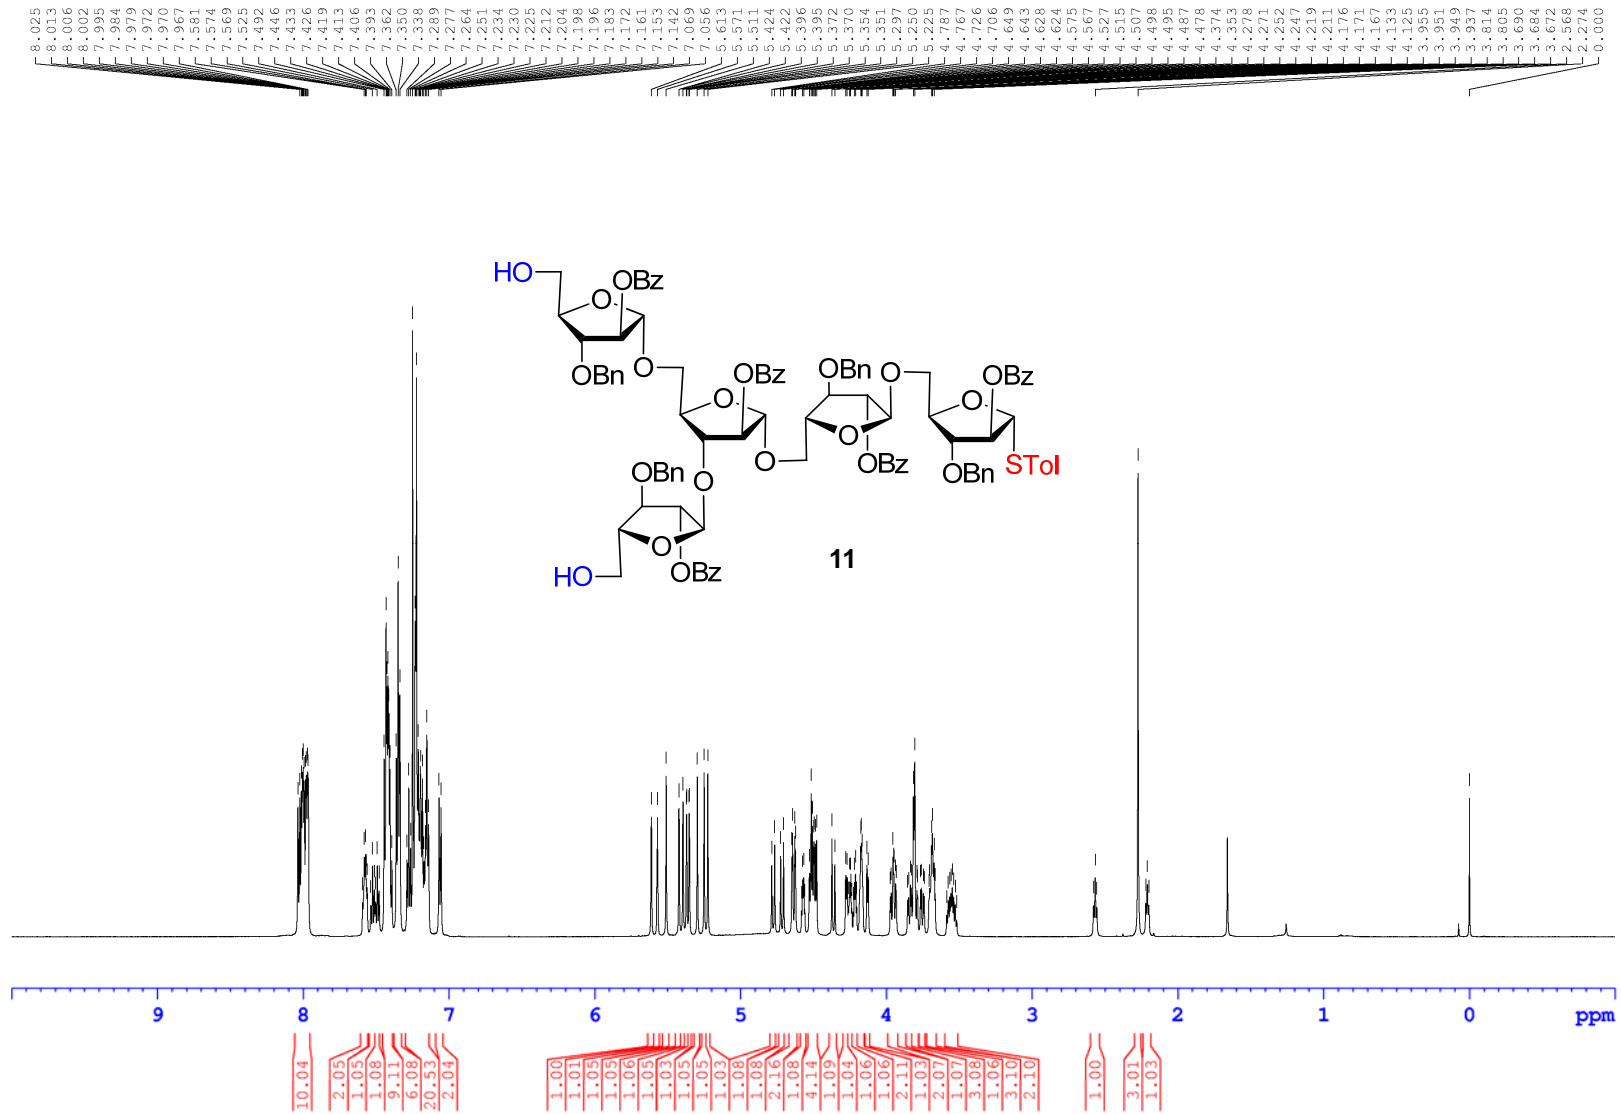 8.025 8.013 8.006 8.002 7.995 7.984 7.979 7.972 7.970 7.967 7.581 7.574 7.569 7.525 7.492 7.446 7.433 7.426 7.419 7.413 7.406 7.393 7.362 7.350 7.338 7.289 7.277 7.264 7.251 7.234 7.230 7.225 7.212 7.204 7.198 7.196 7.183 7.172 7.161 7.153 7.142 7.069 7.056 5.613 5.571 5.511 5.424 5.422 5.396 5.395 5.372 5.370 5.354 5.351 5.297 5.250 5.225 4.787 4.767 4.726 4.706 4.649 4.643 4.628 4.624 4.575 4.567 4.527 4.515 4.507 4.498 4.495 4.487 4.478 4.374 4.353 4.278 4.271 4.252 4.247 4.219 4.211 4.176 4.171 4.167 4.133 4.125 3.955 3.951 3.949 3.937 3.814 3.805 3.690 3.684 3.672 2.568 2.274 0.000
HO
OBz
O
OBn
O
OBz
O
OBn
O
OBz
O
O
OBn
O
O
OBz
OBn
STol
OBn
O
O
HO
OBz
11
9 8 7 6 5 4 3 2 1 0 ppm
10.04 2.05 1.05 1.08 9.11 6.08 20.53 2.04 1.00 1.01 1.05 1.05 1.06 1.05 1.03 1.05 1.05 1.03 1.08 1.08 2.16 1.08 4.14 1.09 1.04 1.06 1.06 2.11 1.03 2.07 1.07 3.08 1.06 3.10 2.10 1.00 3.01 1.03